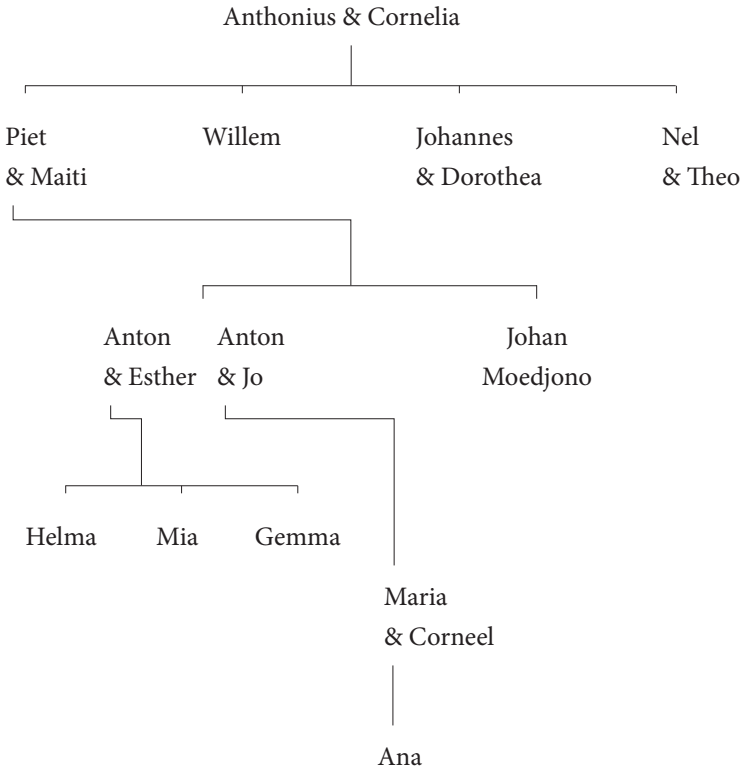 Anthonius & Cornelia
Piet Willem Johannes Nel
& Maiti & Dorothea & Theo
Anton Anton Johan
& Esther & Jo Moedjono
Helma Mia Gemma
Maria
& Corneel
Ana